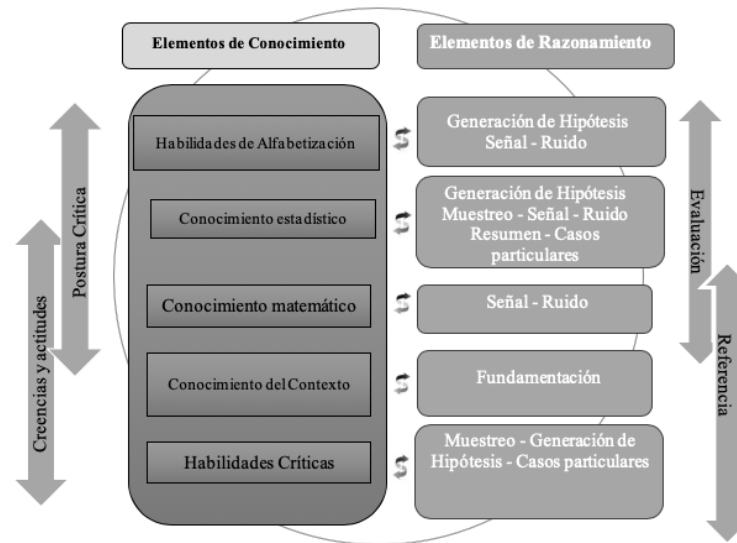 Elementos de Conocimiento
Elementos de Razonamiento
Habilidades de Alfabetización
Generación de Hipótesis
Señal - Ruido
Conocimiento estadístico
Generación de Hipótesis
Muestreo - Señal - Ruido
Resumen - Casos
particulares
Conocimiento matemático
Señal - Ruido
Conocimiento del Contexto
Fundamentación
Habilidades Críticas
Muestreo - Generación de
Hipótesis - Casos particulares
Postura Crítica
Creencias y actitudes
Evaluación
Referencia